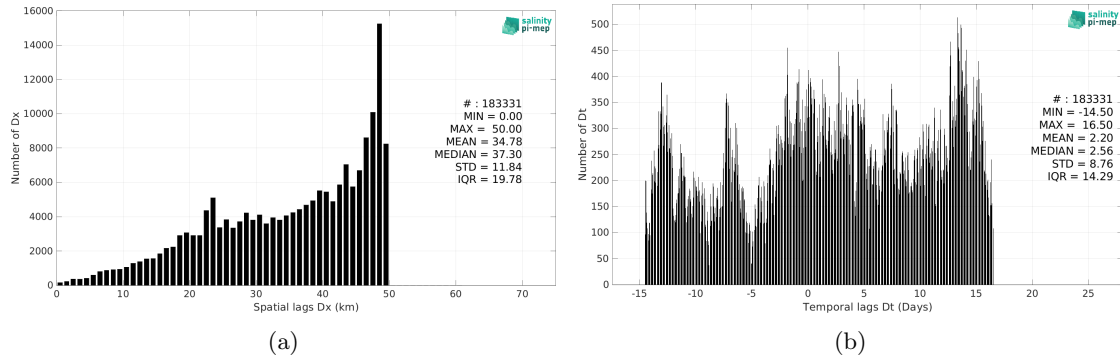 16000
14000
12000
10000
8000
6000
4000
2000
0
Number of Dx
0 10 20 30 40 50 60 70
Spatial lags Dx (km)
salinity
pi-mep
# : 183331
MIN = 0.00
MAX = 50.00
MEAN = 34.78
MEDIAN = 37.30
STD = 11.84
IQR = 19.78
(a)
500
450
400
350
300
250
200
150
100
50
0
Number of Dt
-15 -10 -5 0 5 10 15 20 25
Temporal lags Dt (Days)
salinity
pi-mep
# : 183331
MIN = -14.50
MAX = 16.50
MEAN = 2.20
MEDIAN = 2.56
STD = 8.76
IQR = 14.29
(b)